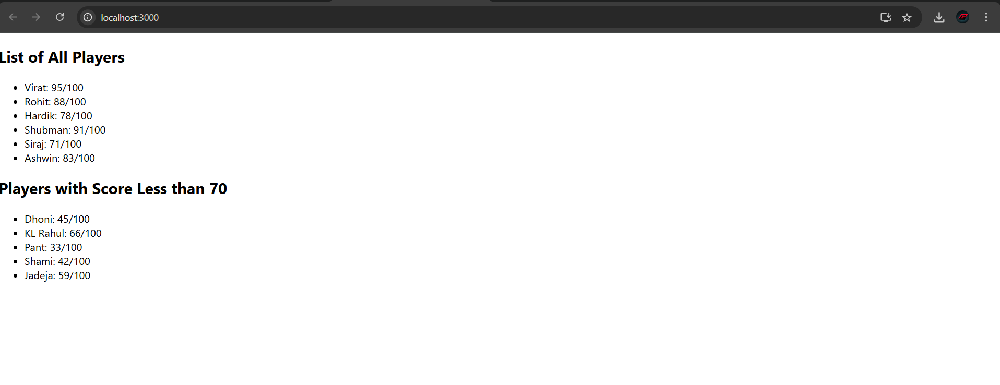 localhost:3000
List of All Players
Virat: 95/100
Rohit: 88/100
Hardik: 78/100
Shubman: 91/100
Siraj: 71/100
Ashwin: 83/100
Players with Score Less than 70
Dhoni: 45/100
KL Rahul: 66/100
Pant: 33/100
Shami: 42/100
Jadeja: 59/100